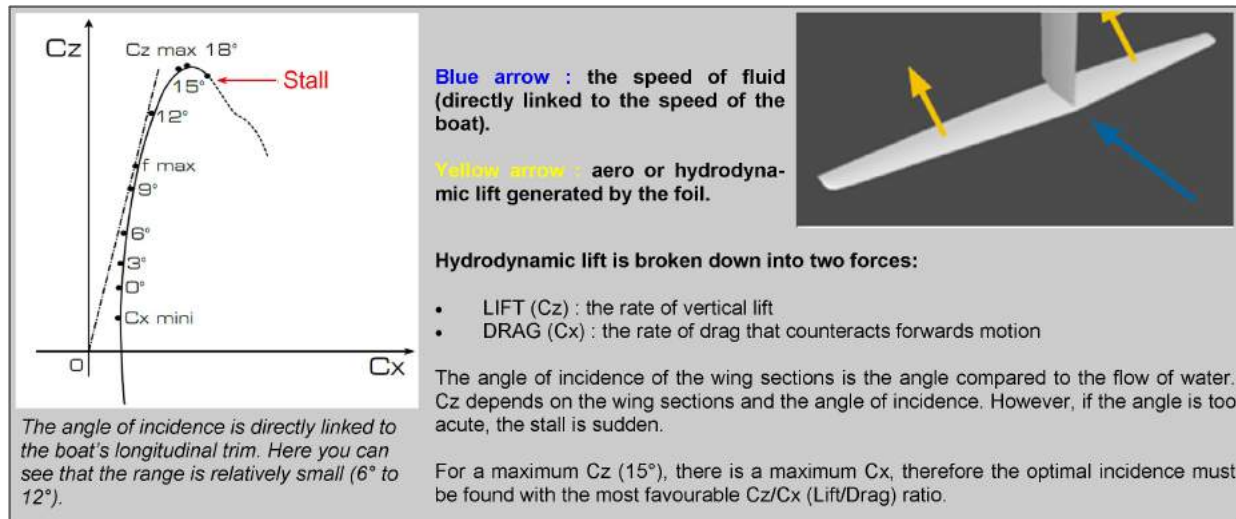 Cz
Cz max 18°
15°
Stall
12°
f max
9°
6°
3°
0°
Cx mini
O
Cx
The angle of incidence is directly linked to
the boat's longitudinal trim. Here you can
see that the range is relatively small (6° to
12°).
Blue arrow : the speed of fluid
(directly linked to the speed of the
boat).
Yellow arrow : aero or hydrodyna-
mic lift generated by the foil.
Hydrodynamic lift is broken down into two forces:
• LIFT (Cz) : the rate of vertical lift
• DRAG (Cx) : the rate of drag that counteracts forwards motion
The angle of incidence of the wing sections is the angle compared to the flow of water.
Cz depends on the wing sections and the angle of incidence. However, if the angle is too
acute, the stall is sudden.
For a maximum Cz (15°), there is a maximum Cx, therefore the optimal incidence must
be found with the most favourable Cz/Cx (Lift/Drag) ratio.